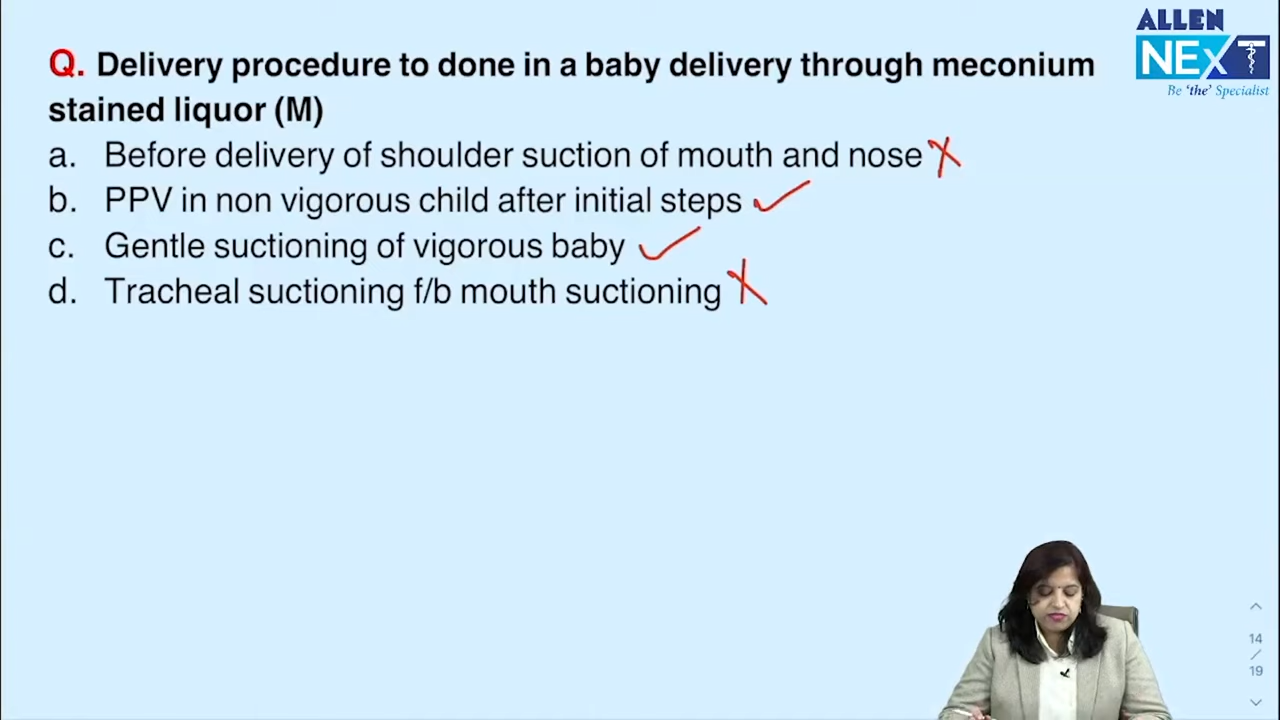 ALLEN
NEXT
Be 'the' Specialist
Q. Delivery procedure to done in a baby delivery through meconium
stained liquor (M)
a. Before delivery of shoulder suction of mouth and nose
b. PPV in non vigorous child after initial steps
c. Gentle suctioning of vigorous baby
d. Tracheal suctioning f/b mouth suctioning
14
/
19